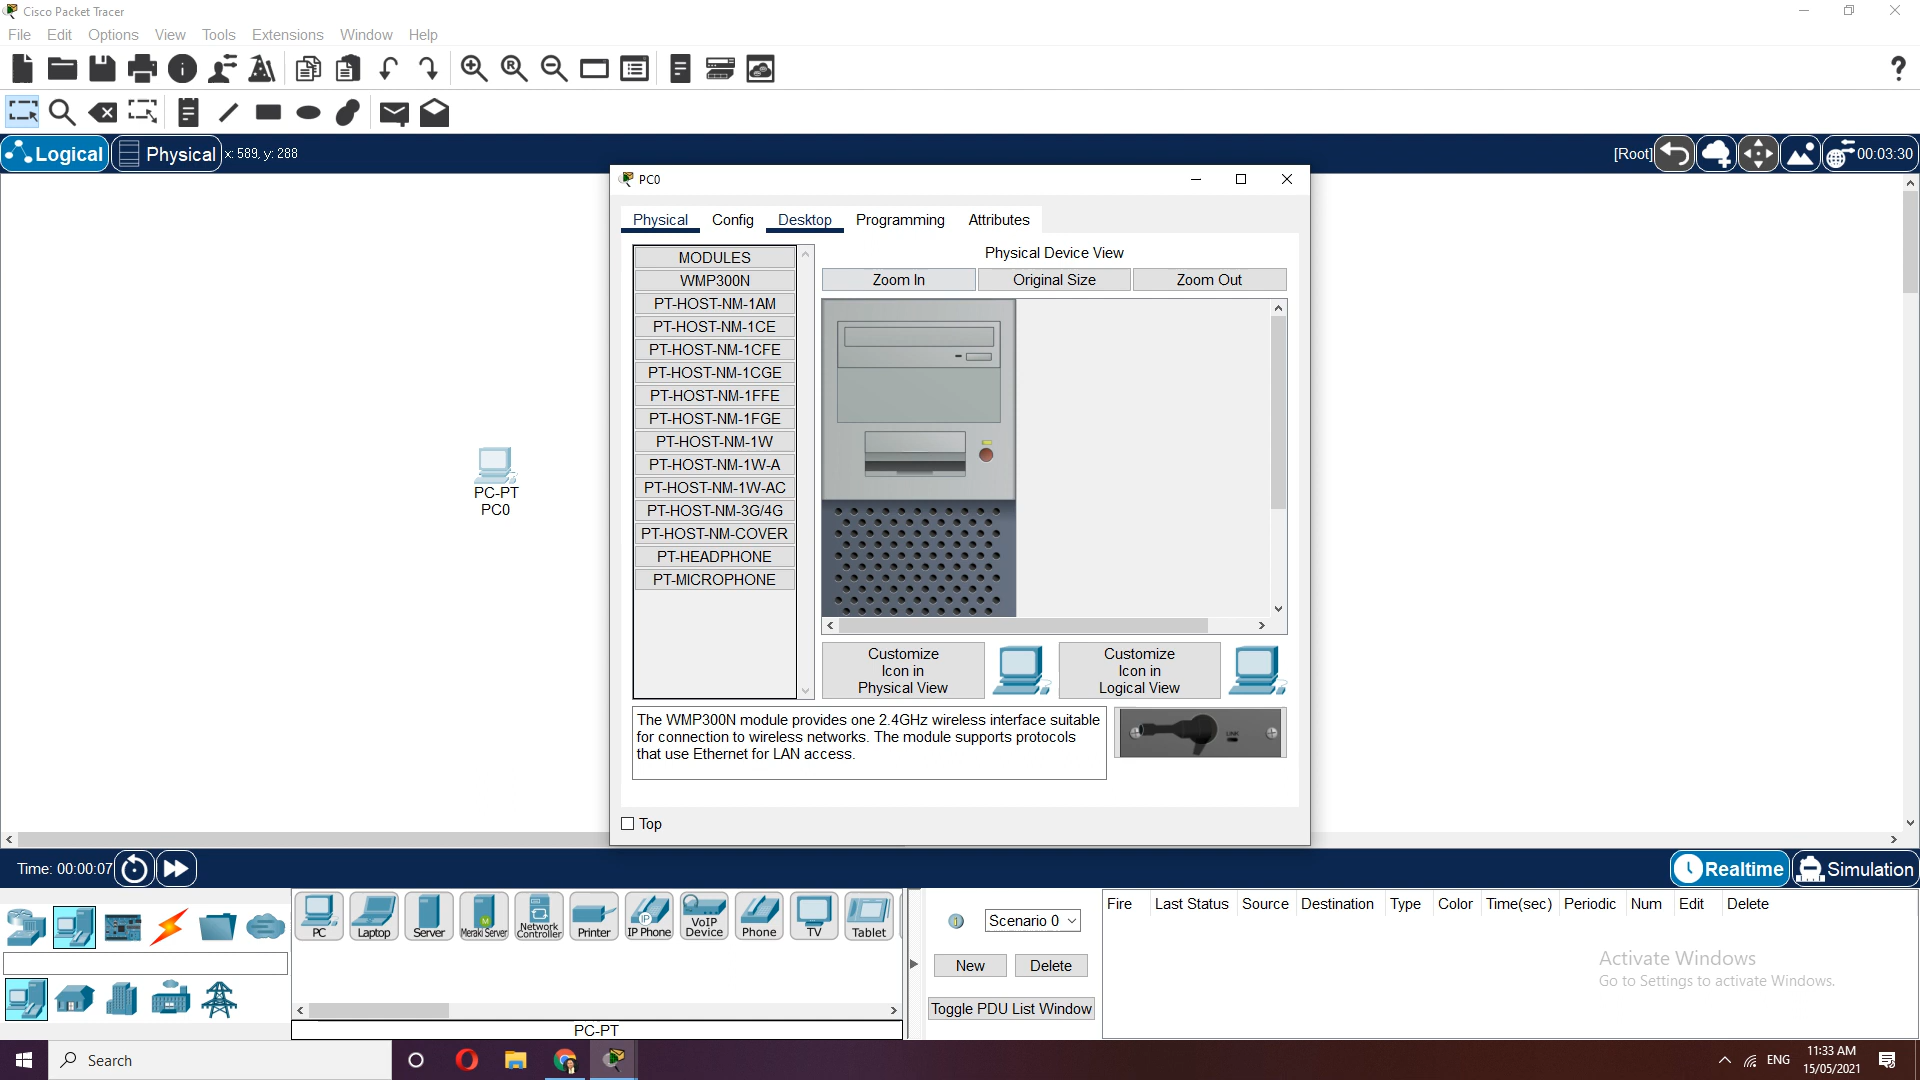 Cisco Packet Tracer
File Edit Options View Tools Extensions Window Help
Logical Physical x: 589, y: 288 [Root] 00:03:30
PC0
Physical Config Desktop Programming Attributes
MODULES
WMP300N
PT-HOST-NM-1AM
PT-HOST-NM-1CE
PT-HOST-NM-1CFE
PT-HOST-NM-1CGE
PT-HOST-NM-1FFE
PT-HOST-NM-1FGE
PT-HOST-NM-1W
PT-HOST-NM-1W-A
PT-HOST-NM-1W-AC
PT-HOST-NM-3G/4G
PT-HOST-NM-COVER
PT-HEADPHONE
PT-MICROPHONE
Physical Device View
Zoom In Original Size Zoom Out
Customize
Icon in
Physical View
Customize
Icon in
Logical View
The WMP300N module provides one 2.4GHz wireless interface suitable
for connection to wireless networks. The module supports protocols
that use Ethernet for LAN access.
LINK
Top
PC-PT
PC0
Time: 00:00:07 Realtime Simulation
PC
Laptop
Server
Meraki Server
Network
Controller
Printer
IP
IP Phone
VoIP
Device
Phone
TV
Tablet
PC-PT
Scenario 0
New Delete
Toggle PDU List Window
Fire Last Status Source Destination Type Color Time(sec) Periodic Num Edit Delete
Activate Windows
Go to Settings to activate Windows.
Search
ENG
11:33 AM
15/05/2021